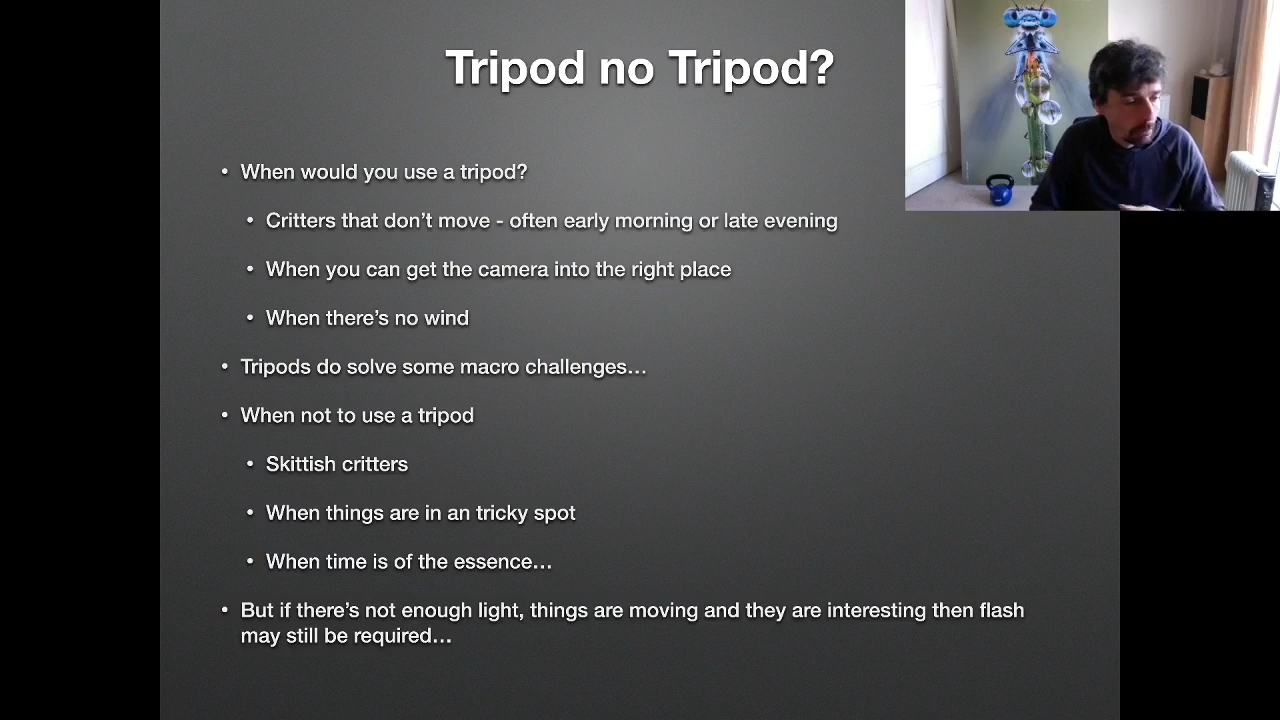 Tripod no Tripod?
• When would you use a tripod?
• Critters that don’t move - often early morning or late evening
• When you can get the camera into the right place
• When there’s no wind
• Tripods do solve some macro challenges…
• When not to use a tripod
• Skittish critters
• When things are in an tricky spot
• When time is of the essence…
• But if there’s not enough light, things are moving and they are interesting then flash
may still be required…